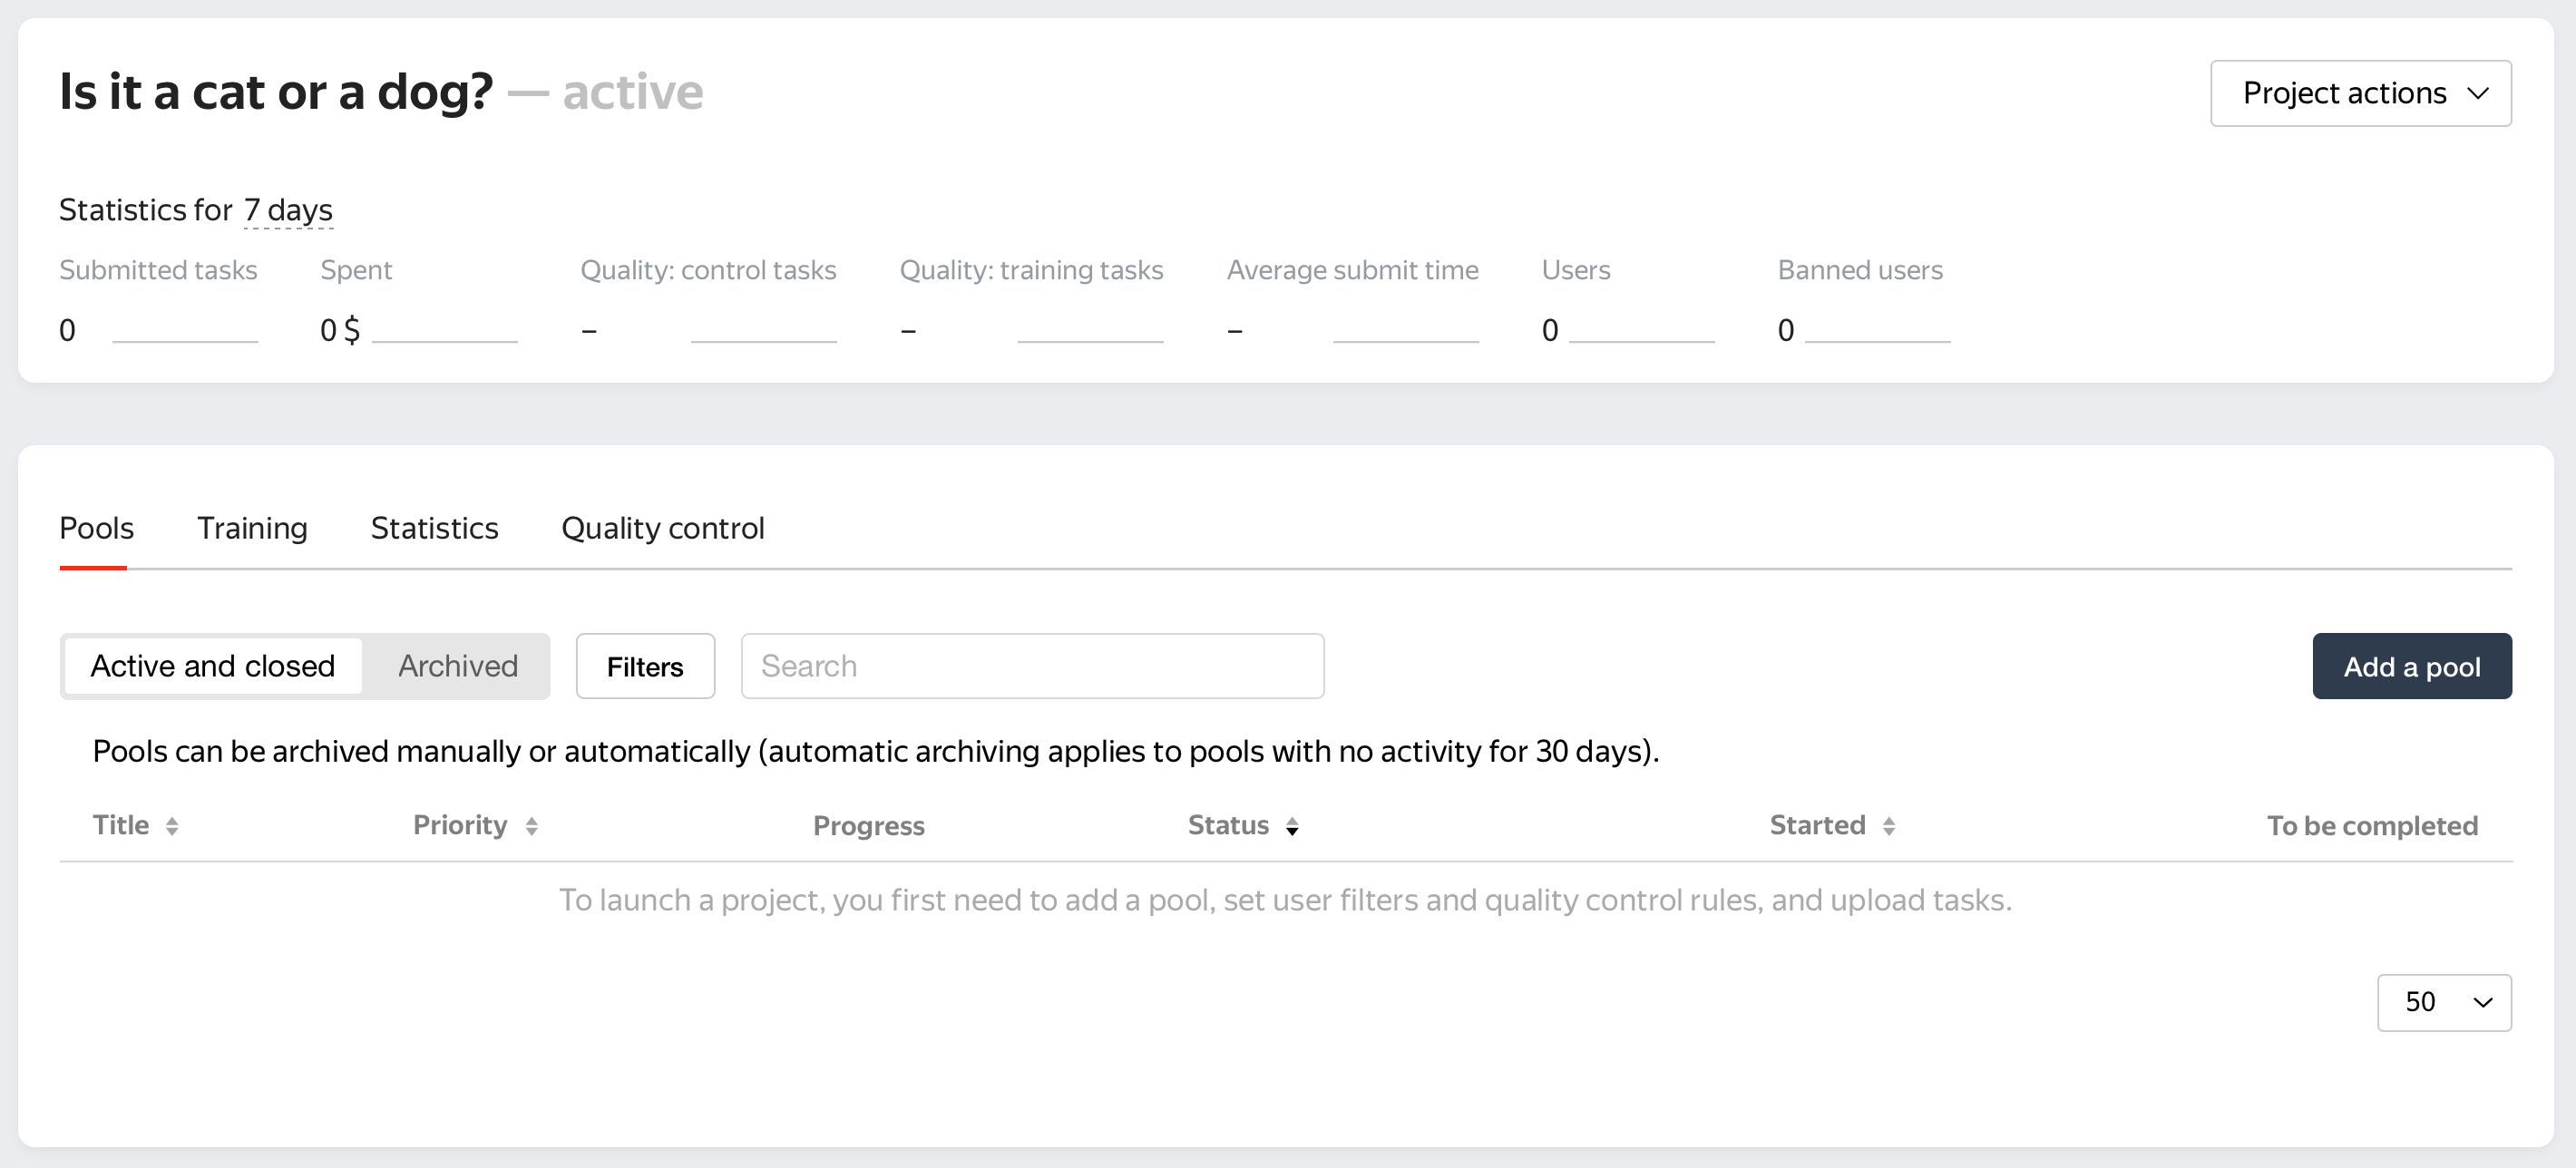 Is it a cat or a dog? — active
Project actions
Statistics for 7 days
Submitted tasks Spent Quality: control tasks Quality: training tasks Average submit time Users Banned users
0 0 $ – – – 0 0
Pools Training Statistics Quality control
Active and closed Archived Filters Search Add a pool
Pools can be archived manually or automatically (automatic archiving applies to pools with no activity for 30 days).
Title Priority Progress Status Started To be completed
To launch a project, you first need to add a pool, set user filters and quality control rules, and upload tasks.
50